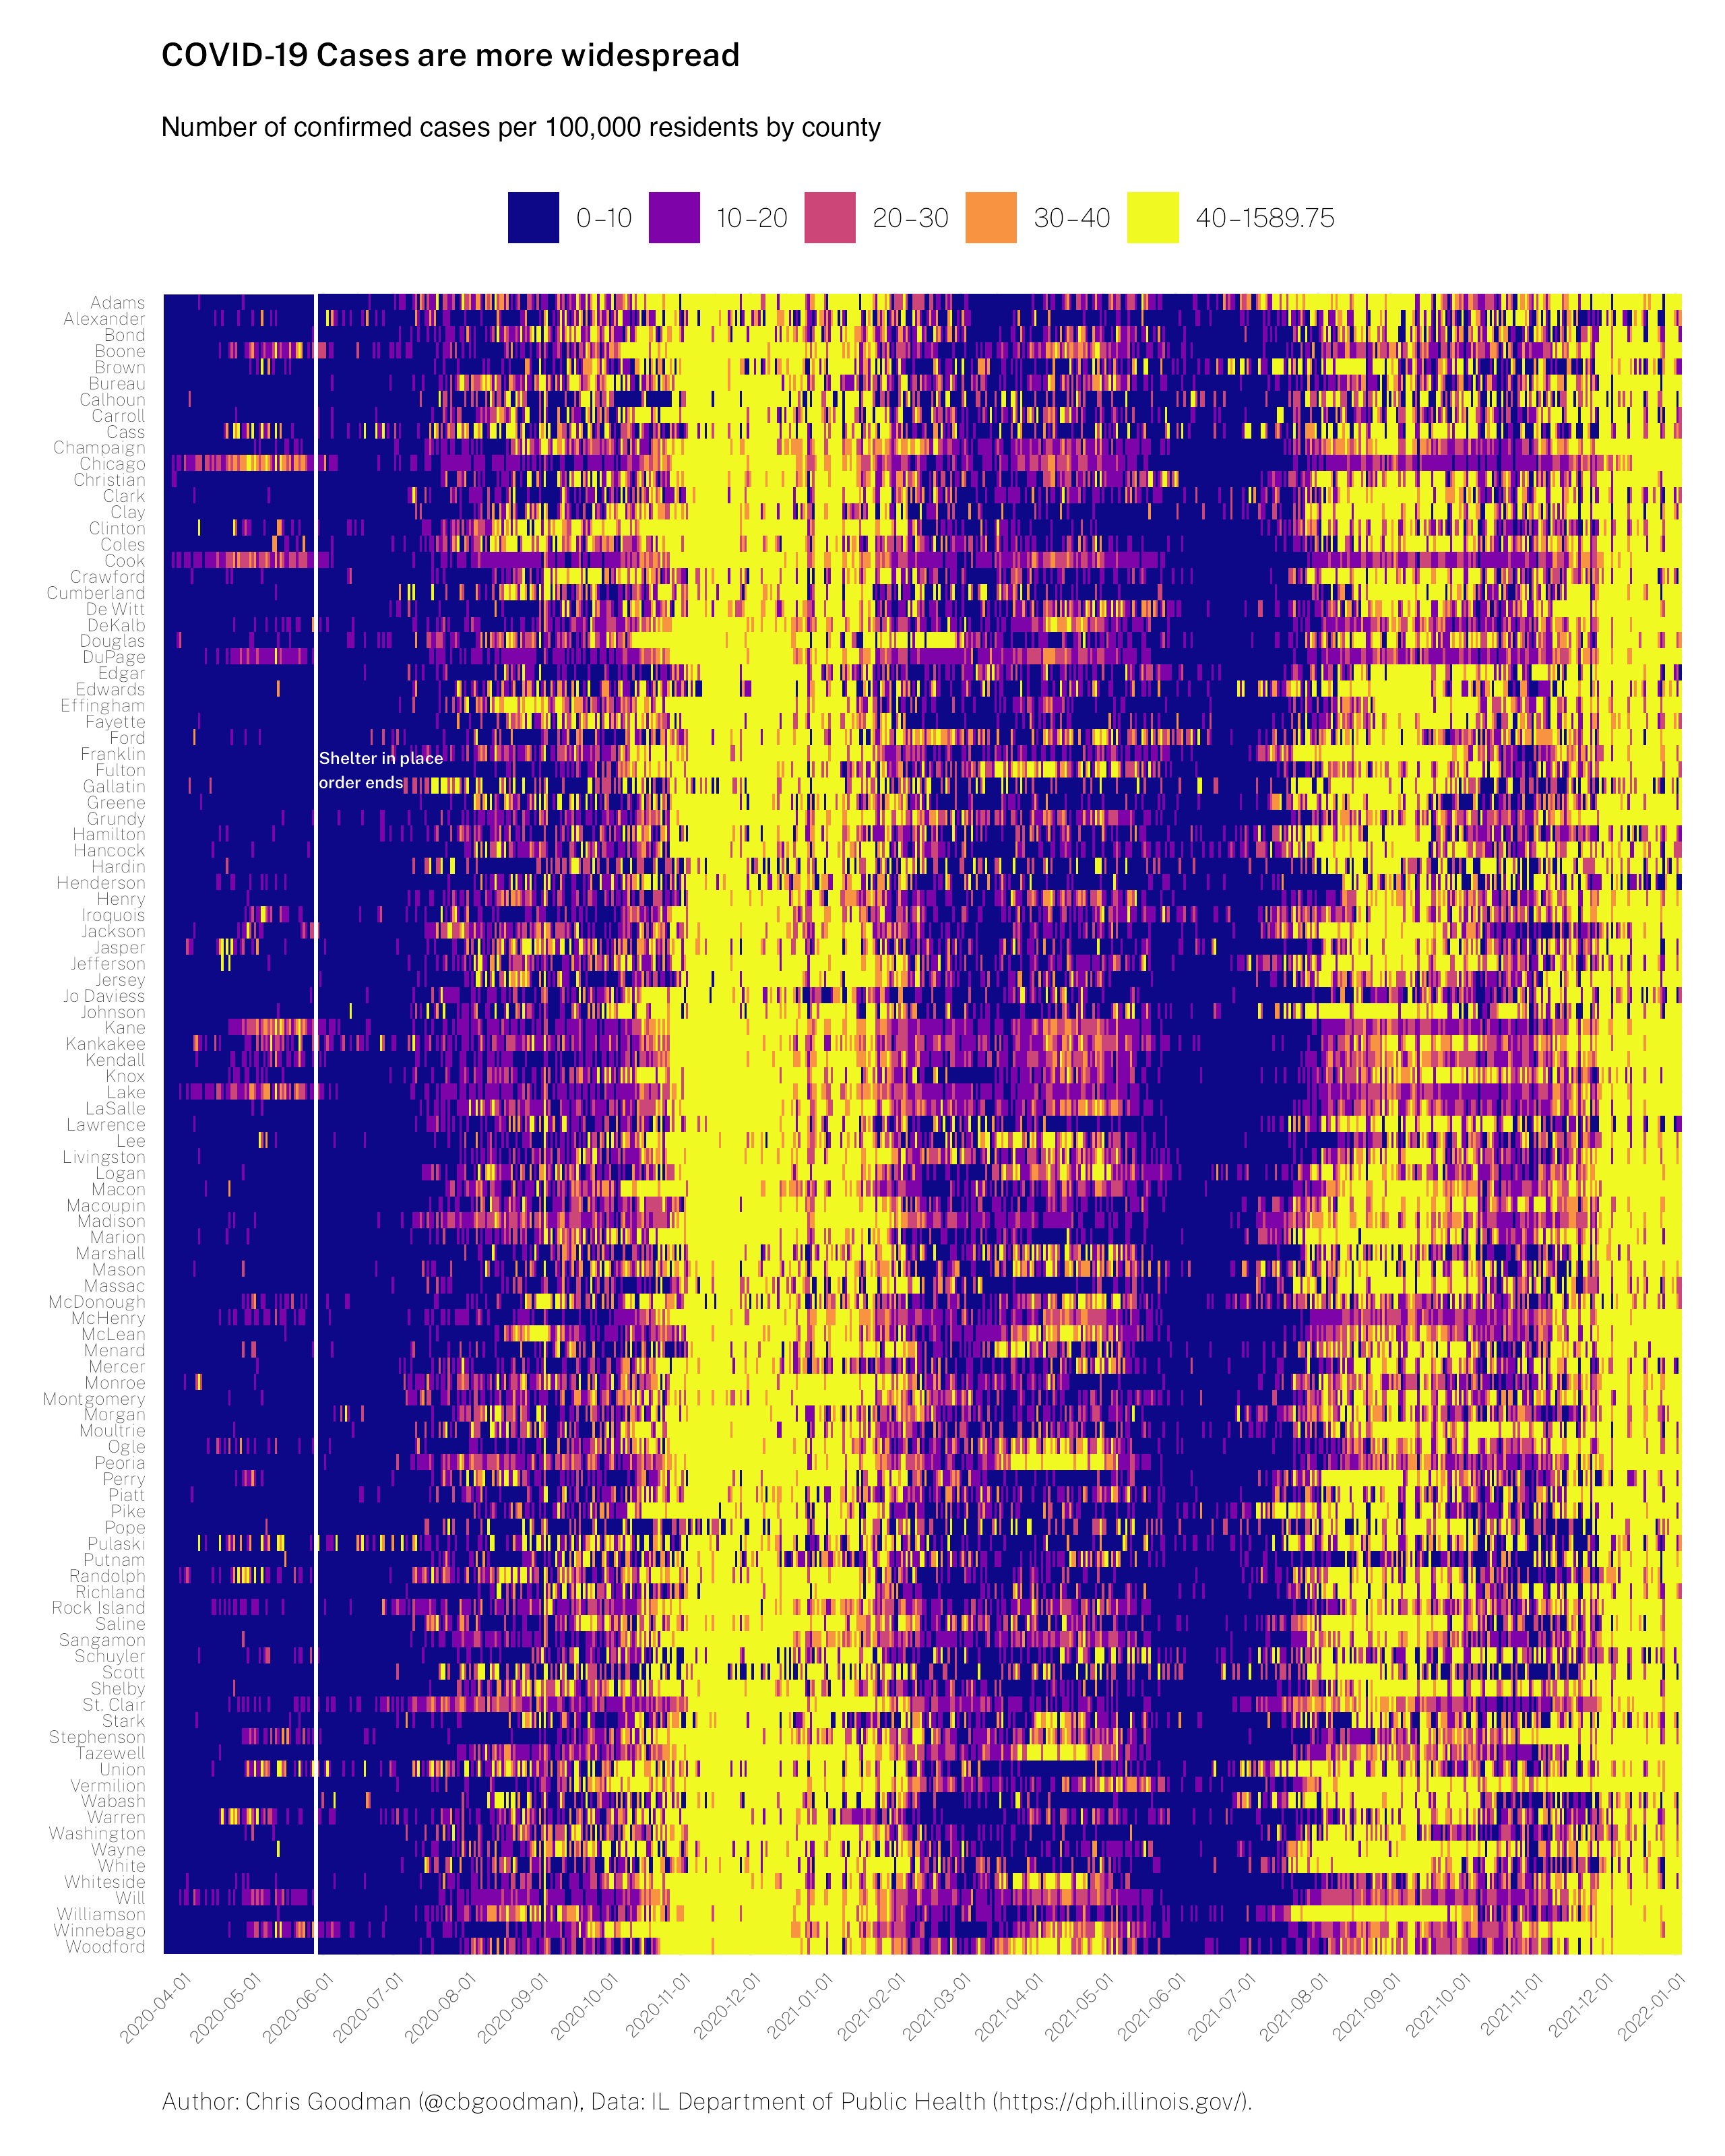 COVID-19 Cases are more widespread
Number of confirmed cases per 100,000 residents by county
0–10 10–20 20–30 30–40 40–1589.75
Adams
Alexander
Bond
Boone
Brown
Bureau
Calhoun
Carroll
Cass
Champaign
Chicago
Christian
Clark
Clay
Clinton
Coles
Cook
Crawford
Cumberland
De Witt
DeKalb
Douglas
DuPage
Edgar
Edwards
Effingham
Fayette
Ford
Franklin
Fulton
Gallatin
Greene
Grundy
Hamilton
Hancock
Hardin
Henderson
Henry
Iroquois
Jackson
Jasper
Jefferson
Jersey
Jo Daviess
Johnson
Kane
Kankakee
Kendall
Knox
Lake
LaSalle
Lawrence
Lee
Livingston
Logan
Macon
Macoupin
Madison
Marion
Marshall
Mason
Massac
McDonough
McHenry
McLean
Menard
Mercer
Monroe
Montgomery
Morgan
Moultrie
Ogle
Peoria
Perry
Piatt
Pike
Pope
Pulaski
Putnam
Randolph
Richland
Rock Island
Saline
Sangamon
Schuyler
Scott
Shelby
St. Clair
Stark
Stephenson
Tazewell
Union
Vermilion
Wabash
Warren
Washington
Wayne
White
Whiteside
Will
Williamson
Winnebago
Woodford
Shelter in place
order ends
2020-04-01
2020-05-01
2020-06-01
2020-07-01
2020-08-01
2020-09-01
2020-10-01
2020-11-01
2020-12-01
2021-01-01
2021-02-01
2021-03-01
2021-04-01
2021-05-01
2021-06-01
2021-07-01
2021-08-01
2021-09-01
2021-10-01
2021-11-01
2021-12-01
2022-01-01
Author: Chris Goodman (@cbgoodman), Data: IL Department of Public Health (https://dph.illinois.gov/).